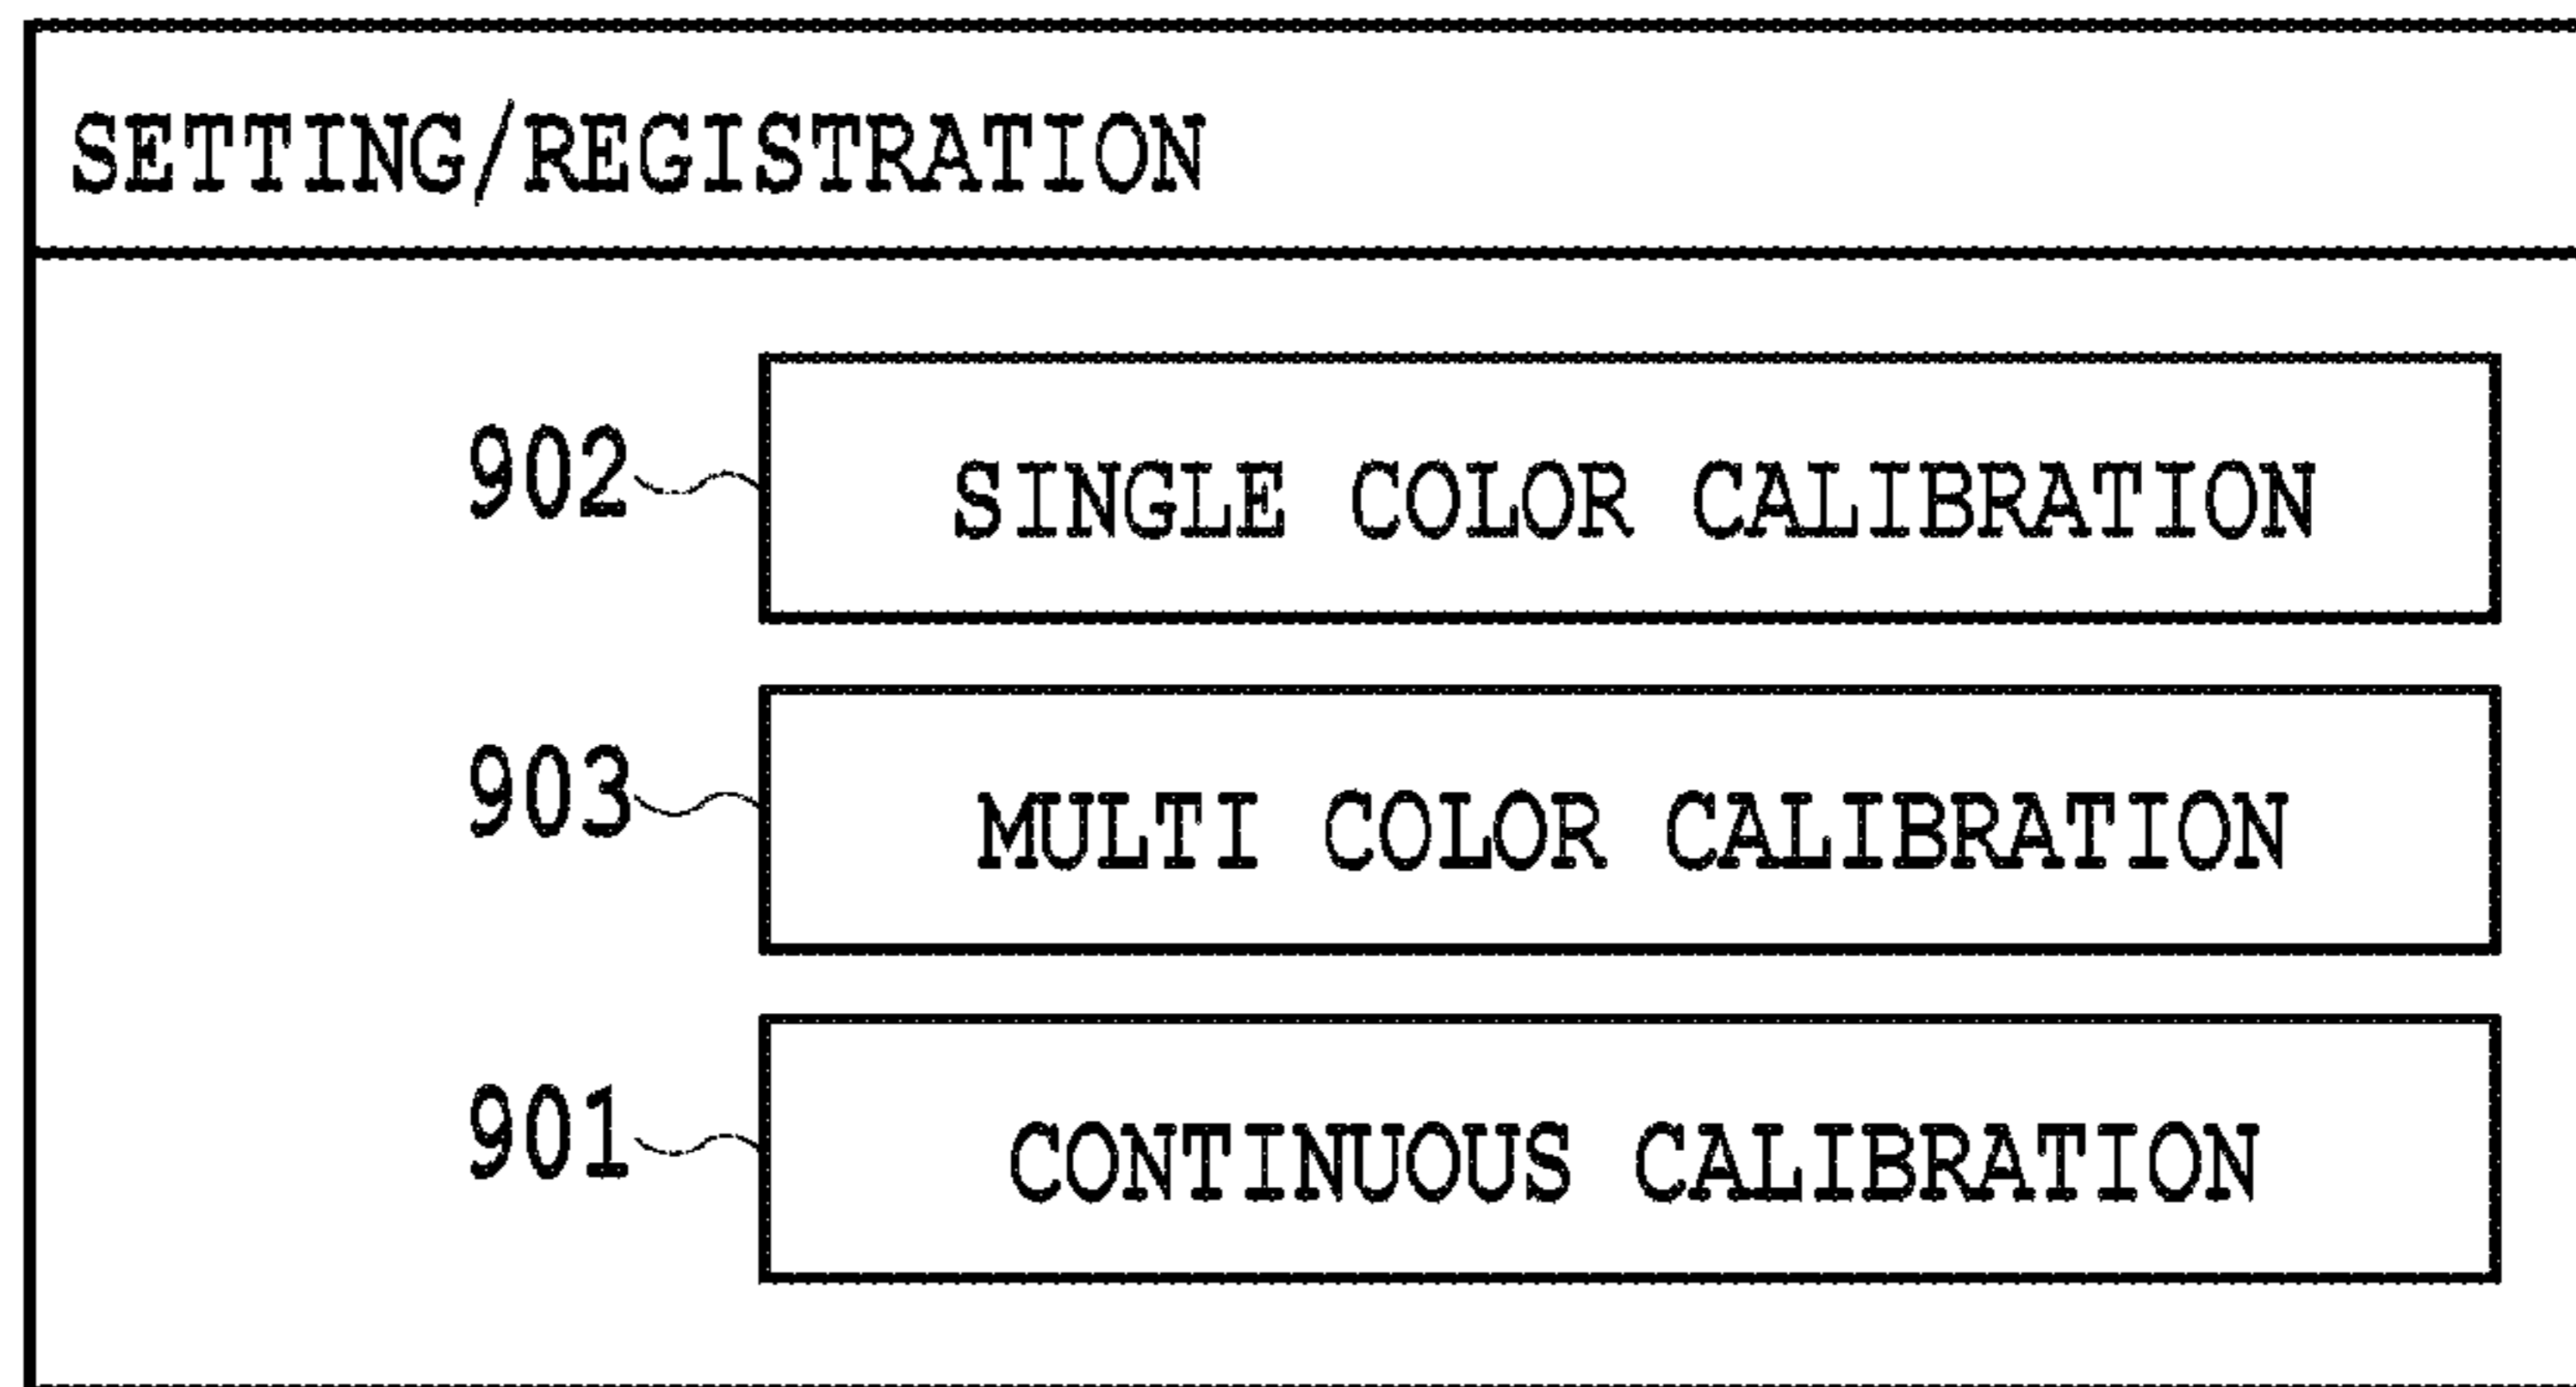 SETTING/REGISTRATION
902 SINGLE COLOR CALIBRATION
903 MULTI COLOR CALIBRATION
901 CONTINUOUS CALIBRATION